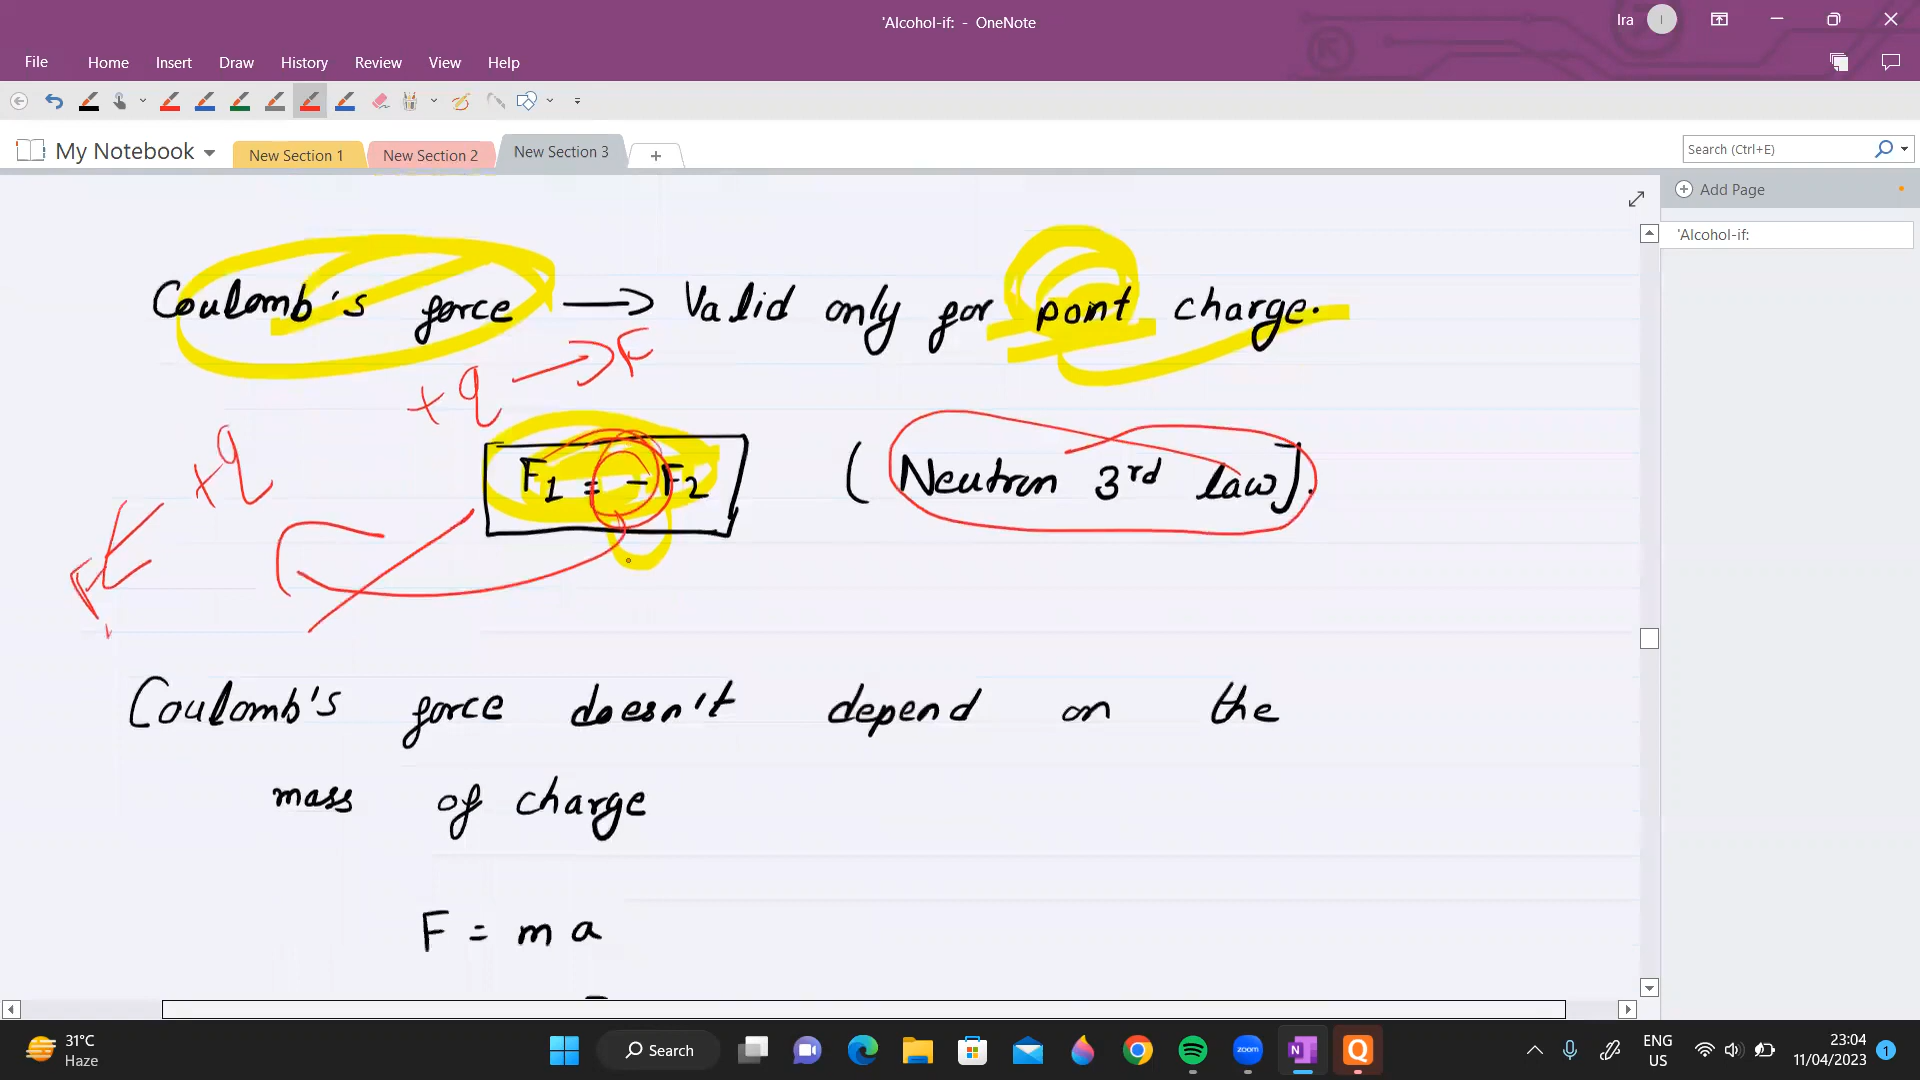 'Alcohol-if: - OneNote
Ira I
File Home Insert Draw History Review View Help
My Notebook New Section 1 New Section 2 New Section 3 + Search (Ctrl+E)
Add Page
'Alcohol-if:
Coulomb's force → Valid only for pont charge.
+q → F
+q
F
F1 = -F2 (Neutron 3rd law).
Coulomb's force doesn't depend on the
mass of charge
F = m a
31°C
Haze
Search
zoom
N
Q
ENG
US
23:04
11/04/2023
1